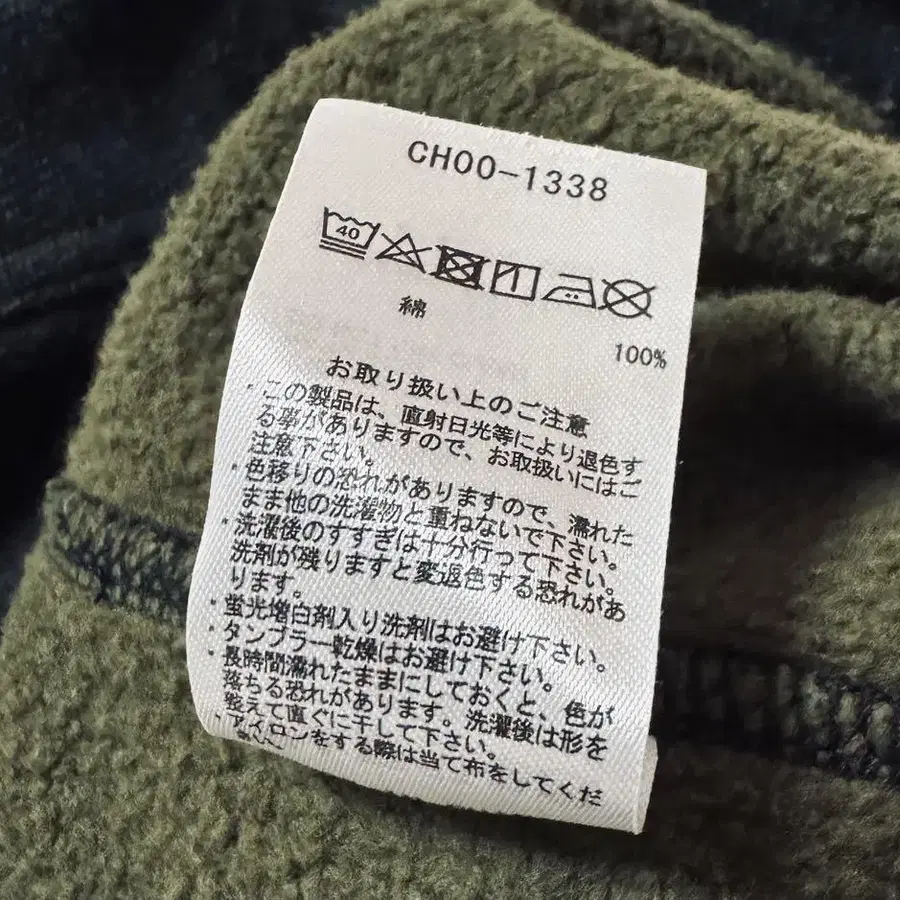 CH00-1338
40
綿
100%
お取り扱い上のご注意
・この製品は、直射日光等により退色す
る事がありますので、お取扱いにはご
注意下さい。
・色移りの恐れがありますので、濡れた
まま他の洗濯物と重ねないで下さい。
・洗濯後のすすぎは十分行って下さい。
洗剤が残りますと変退色する恐れがあ
ります。
・蛍光増白剤入り洗剤はお避け下さい。
・タンブラー乾燥はお避け下さい。
・長時間濡れたままにしておくと、色が
落ちる恐れがあります。洗濯後は形を
整えて直ぐに干して下さい。
・アイロンをする際は当て布をしてくだ
さい。